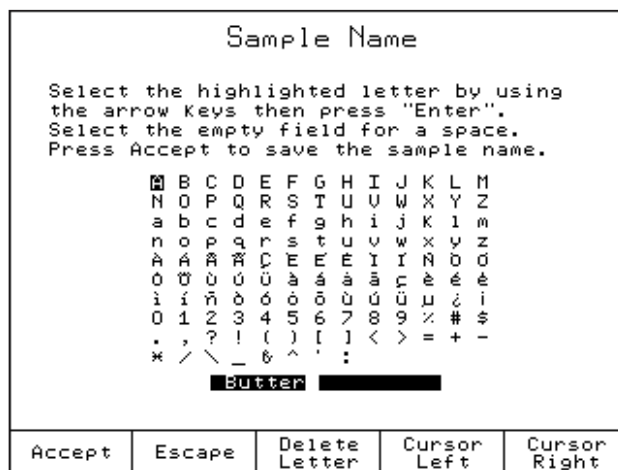 Sample Name
Select the highlighted letter by using
the arrow Keys then press "Enter".
Select the empty field for a space.
Press Accept to save the sample name.
A B C D E F G H I J K L M
N O P Q R S T U V W X Y Z
a b c d e f g h i j k l m
n o p q r s t u v w x y z
0 1 2 3 4 5 6 7 8 9 % # $
. , ? ! ( ) [ ] < > = + -
* / \ _ & ^ ' :
Butter
Accept
Escape
Delete
Letter
Cursor
Left
Cursor
Right